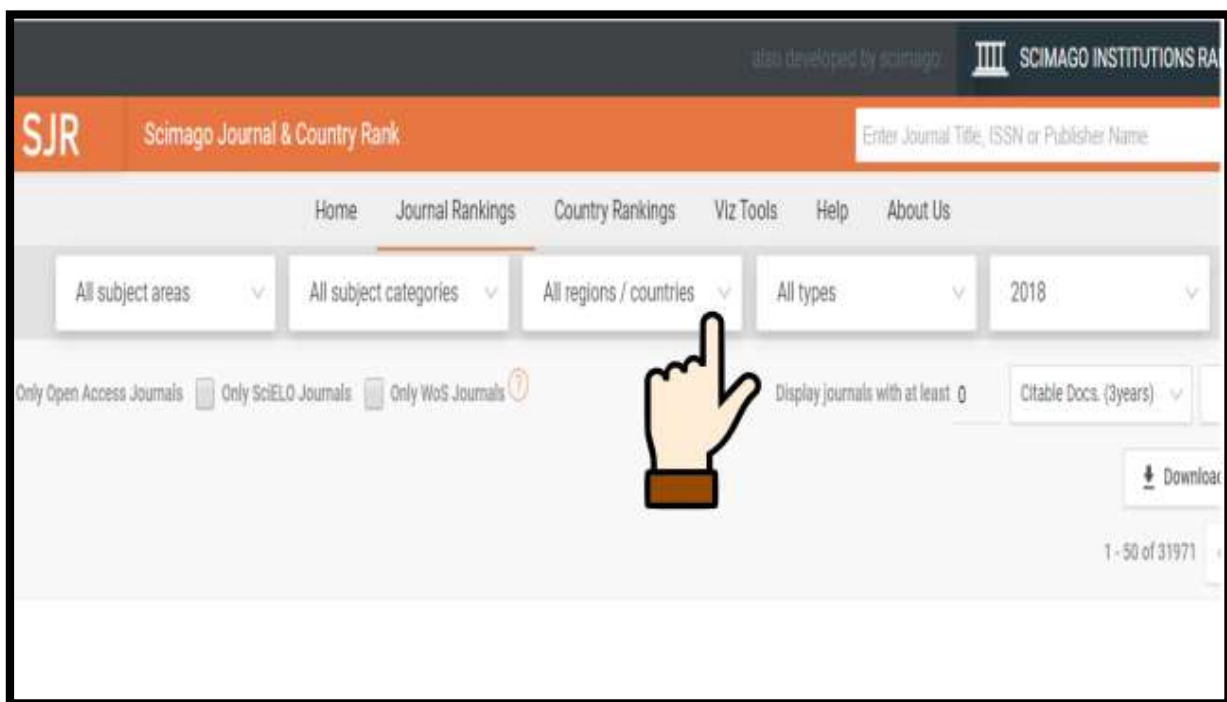 also developed by scimago: SCIMAGO INSTITUTIONS RA
SJR Scimago Journal & Country Rank Enter Journal Title, ISSN or Publisher Name
Home Journal Rankings Country Rankings Viz Tools Help About Us
All subject areas All subject categories All regions / countries All types 2018
Only Open Access Journals Only SciELO Journals Only WoS Journals ? Display journals with at least 0 Citable Docs. (3years)
Download
1 - 50 of 31971